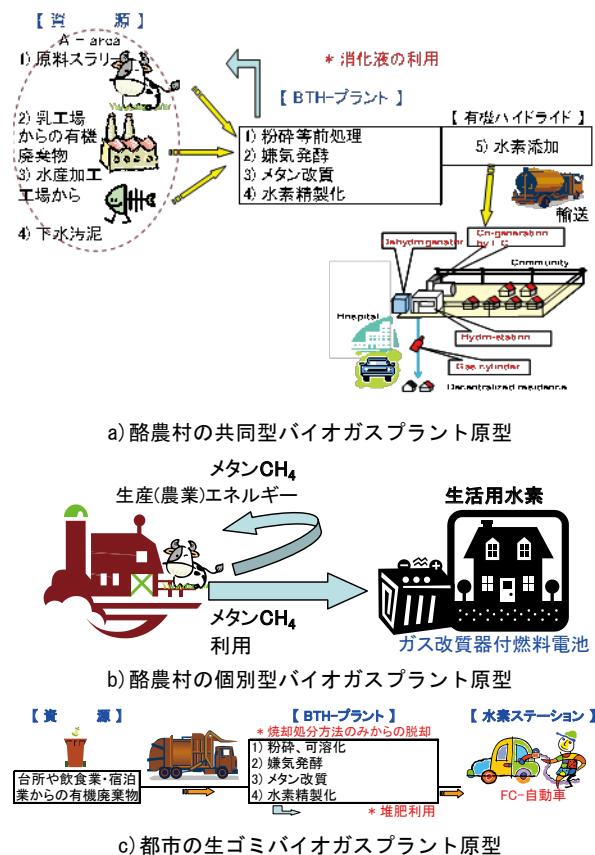 【資 源】
A - area
1) 原料スラリー
2) 乳工場
からの有機
廃棄物
3) 水産加工
工場から
4) 下水汚泥
* 消化液の利用
【 BTH-プラント 】
1) 粉砕等前処理
2) 嫌気発酵
3) メタン改質
4) 水素精製化
【 有機ハイドライド 】
5) 水素添加
輸送
Dehydrogenator
Co-generation
by F C
Community
Hospital
Hydro-station
Gas cylinder
Decentralized residence
a) 酪農村の共同型バイオガスプラント原型
メタンCH4
生産(農業)エネルギー
メタンCH4
利用
生活用水素
ガス改質器付燃料電池
b) 酪農村の個別型バイオガスプラント原型
【 資 源 】
台所や飲食業・宿泊
業からの有機廃棄物
【 BTH-プラント 】
* 焼却処分方法のみからの脱却
1) 粉砕、可溶化
2) 嫌気発酵
3) メタン改質
4) 水素精製化
* 堆肥利用
【 水素ステーション 】
FC-自動車
c) 都市の生ゴミバイオガスプラント原型